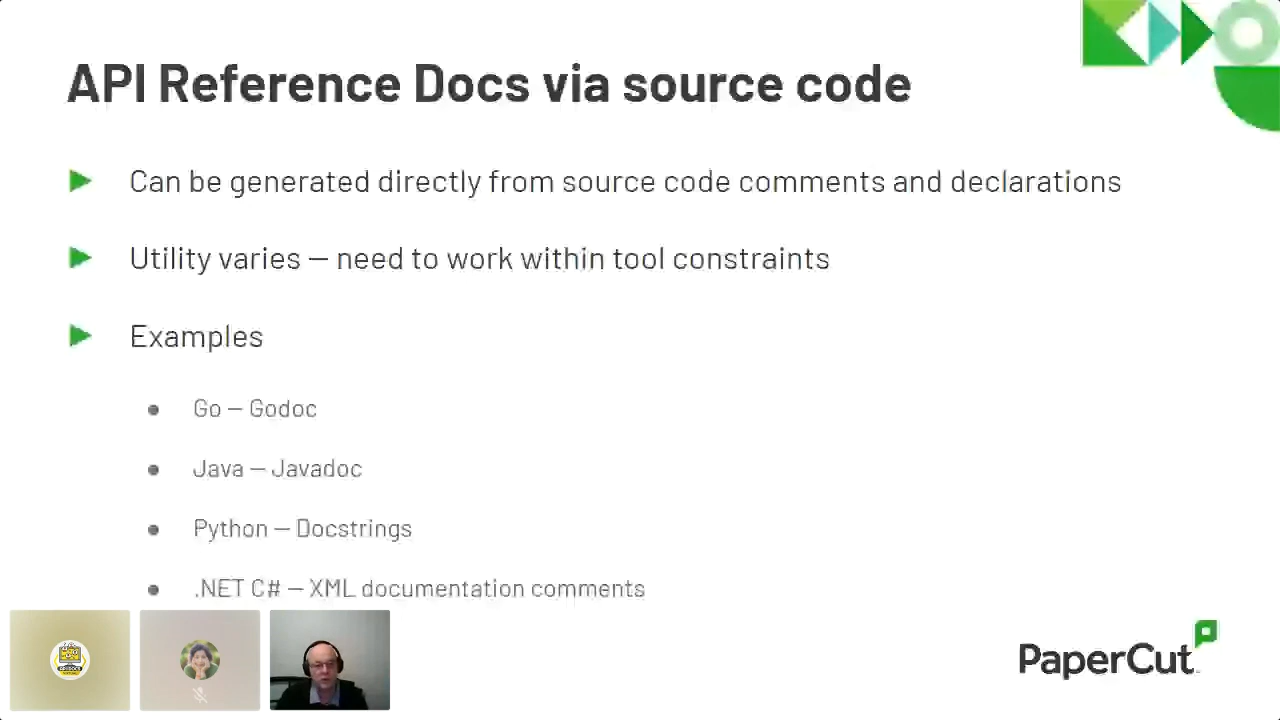 API Reference Docs via source code
Can be generated directly from source code comments and declarations
Utility varies — need to work within tool constraints
Examples
Go — Godoc
Java — Javadoc
Python — Docstrings
.NET C# — XML documentation comments
PaperCut